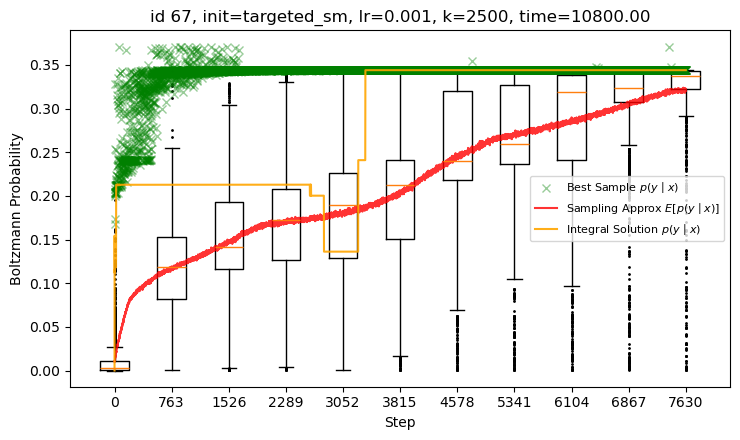 id 67, init=targeted_sm, lr=0.001, k=2500, time=10800.00
Boltzmann Probability
0.35
0.30
0.25
0.20
0.15
0.10
0.05
0.00
Best Sample p(y | x)
Sampling Approx E[p(y | x)]
Integral Solution p(y | x)
0 763 1526 2289 3052 3815 4578 5341 6104 6867 7630
Step